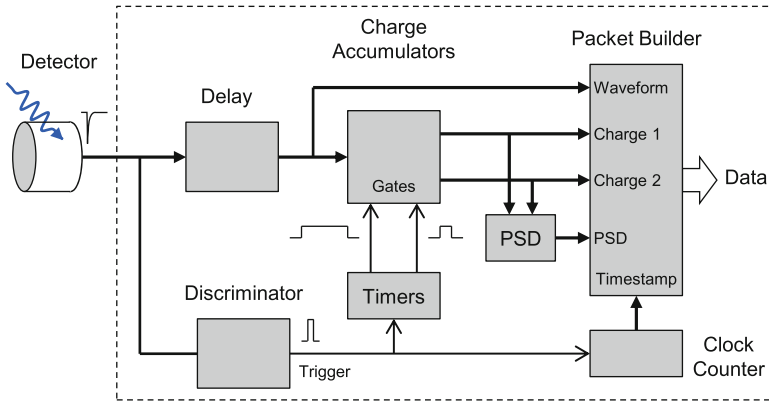 Charge
Accumulators
Packet Builder
Detector
Delay
Waveform
Charge 1
Gates
Charge 2
Data
PSD
PSD
Timestamp
Discriminator
Timers
Trigger
Clock
Counter